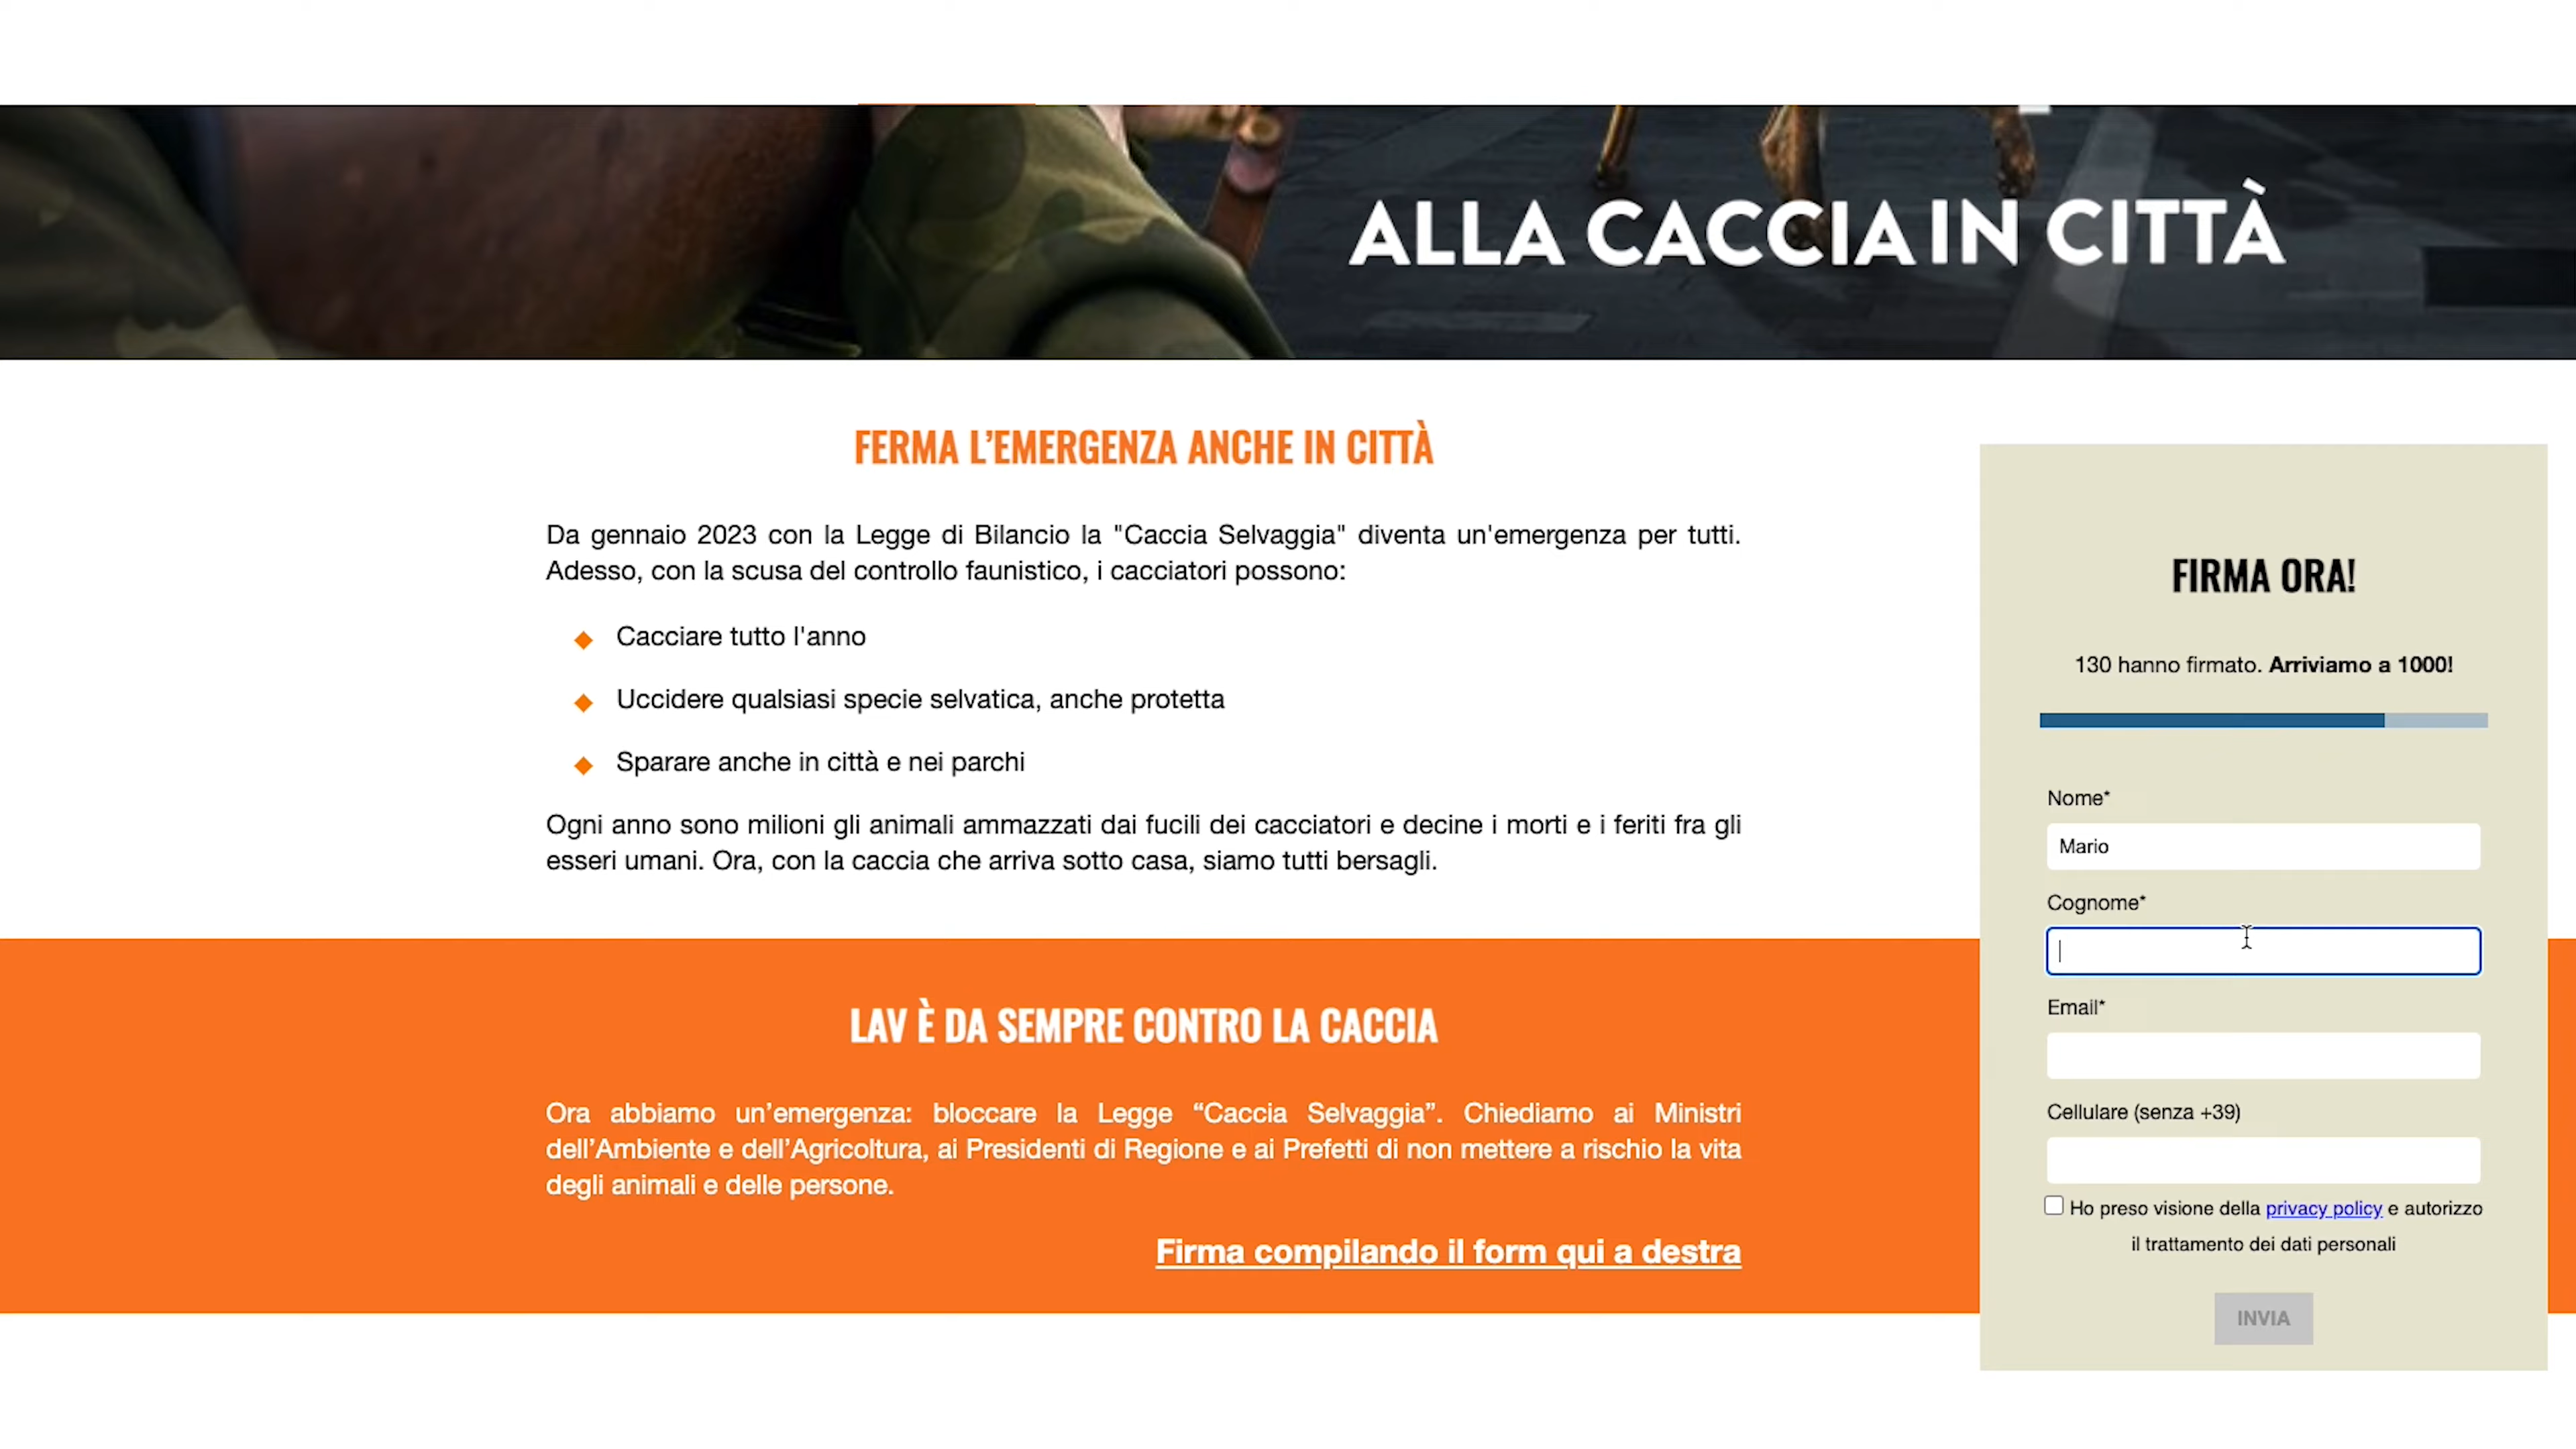 ALLA CACCIA IN CITTÀ
FERMA L’EMERGENZA ANCHE IN CITTÀ
Da gennaio 2023 con la Legge di Bilancio la "Caccia Selvaggia" diventa un'emergenza per tutti.
Adesso, con la scusa del controllo faunistico, i cacciatori possono:
Cacciare tutto l'anno
Uccidere qualsiasi specie selvatica, anche protetta
Sparare anche in città e nei parchi
Ogni anno sono milioni gli animali ammazzati dai fucili dei cacciatori e decine i morti e i feriti fra gli
esseri umani. Ora, con la caccia che arriva sotto casa, siamo tutti bersagli.
LAV È DA SEMPRE CONTRO LA CACCIA
Ora abbiamo un’emergenza: bloccare la Legge “Caccia Selvaggia”. Chiediamo ai Ministri
dell’Ambiente e dell’Agricoltura, ai Presidenti di Regione e ai Prefetti di non mettere a rischio la vita
degli animali e delle persone.
Firma compilando il form qui a destra
FIRMA ORA!
130 hanno firmato. Arriviamo a 1000!
Nome*
Mario
Cognome*
Email*
Cellulare (senza +39)
Ho preso visione della privacy policy e autorizzo
il trattamento dei dati personali
INVIA